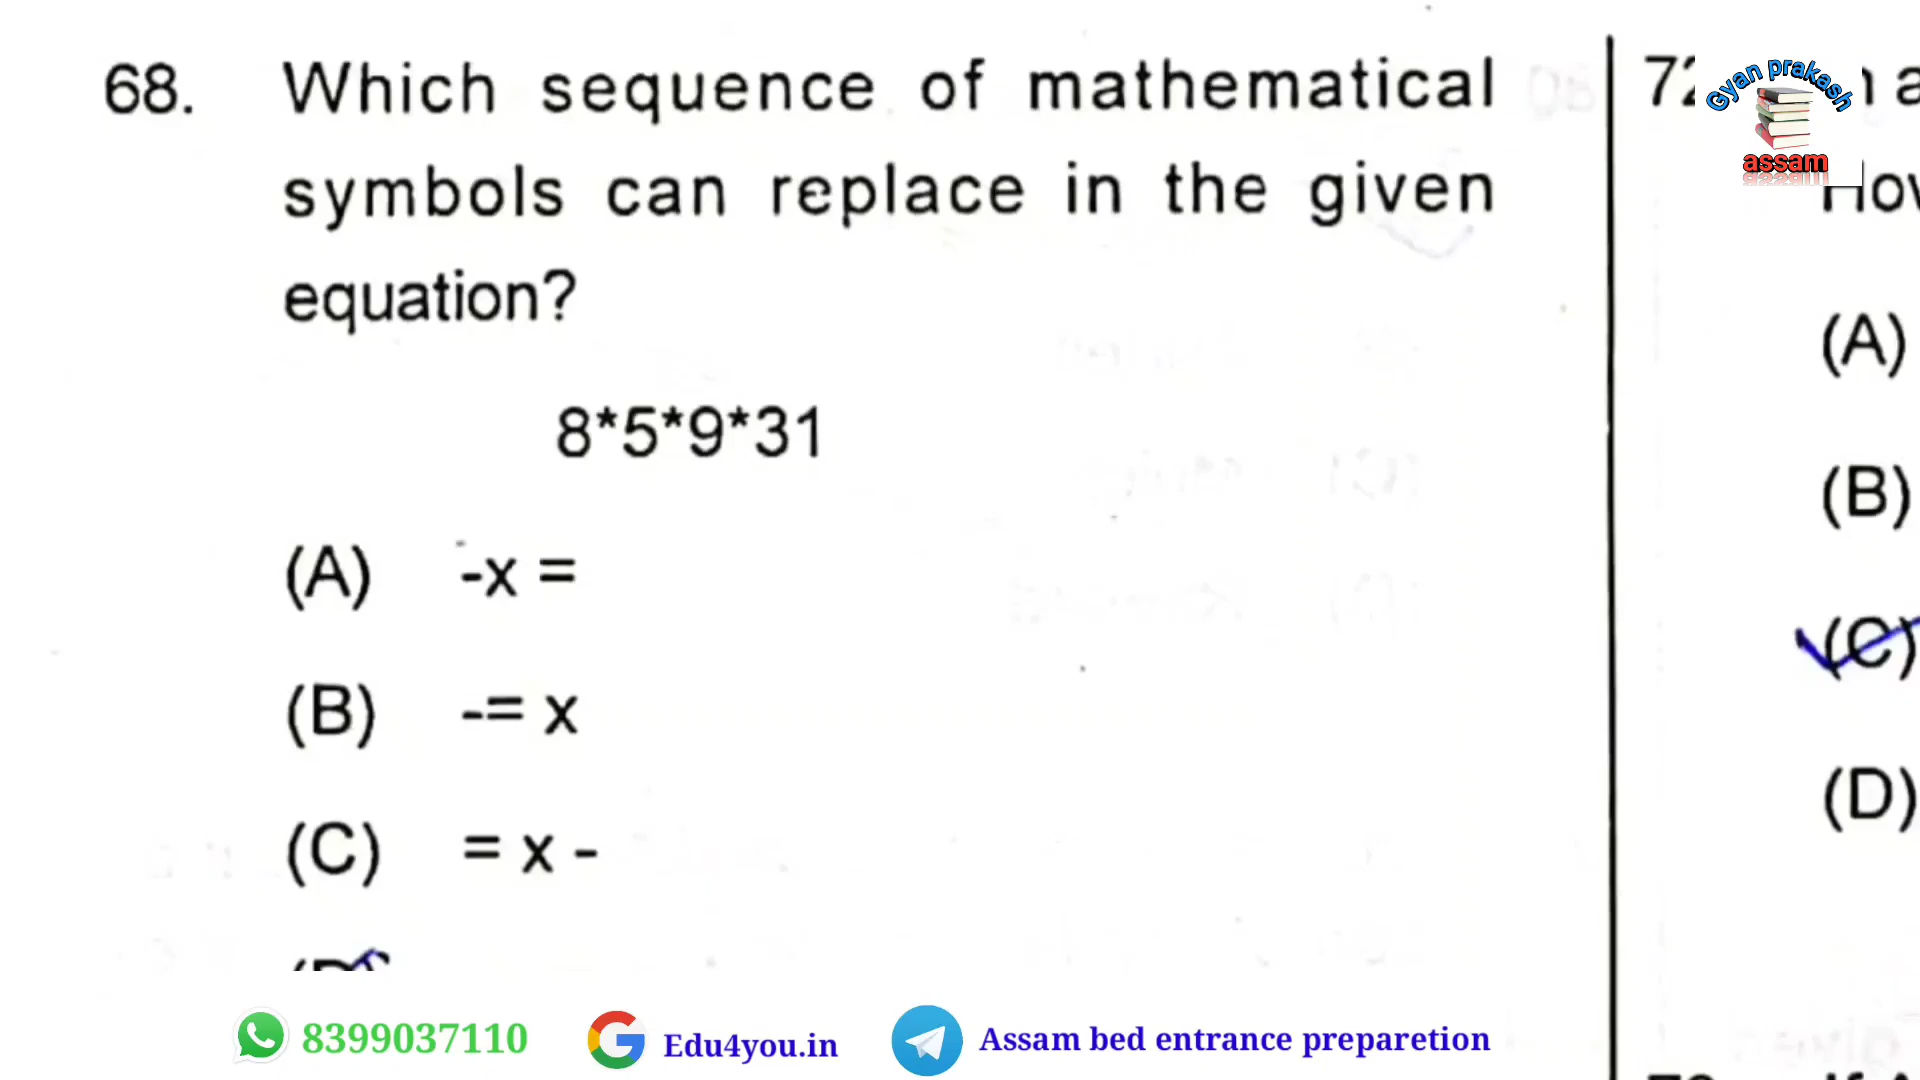 68. Which sequence of mathematical
symbols can replace in the given
equation?
8*5*9*31
(A) -x =
(B) -= x
(C) = x -
(A)
(B)
(C)
(D)
Gyan prakash
assam
8399037110
Edu4you.in
Assam bed entrance preparetion